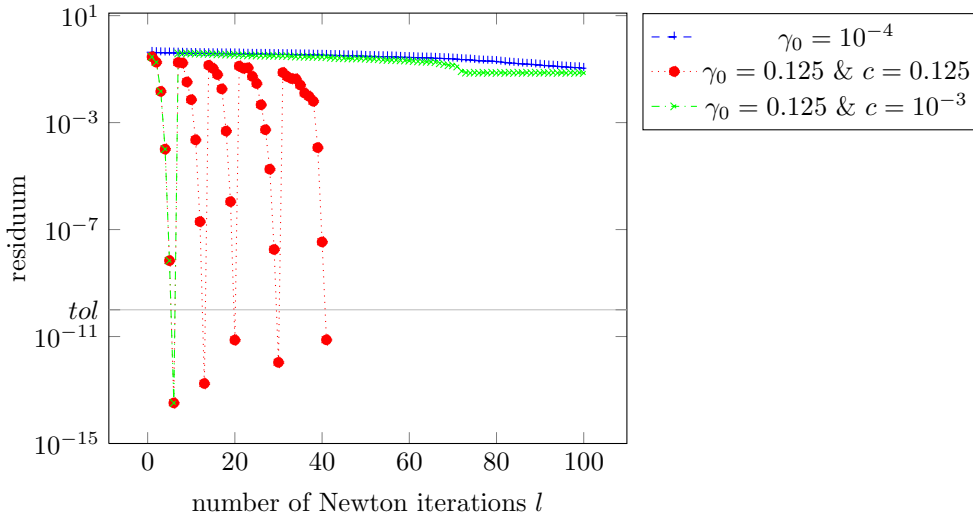 10^1
10^{-3}
10^{-7}
tol
10^{-11}
10^{-15}
residuum
0 20 40 60 80 100
number of Newton iterations l
γ_0 = 10^{-4}
γ_0 = 0.125 & c = 0.125
γ_0 = 0.125 & c = 10^{-3}